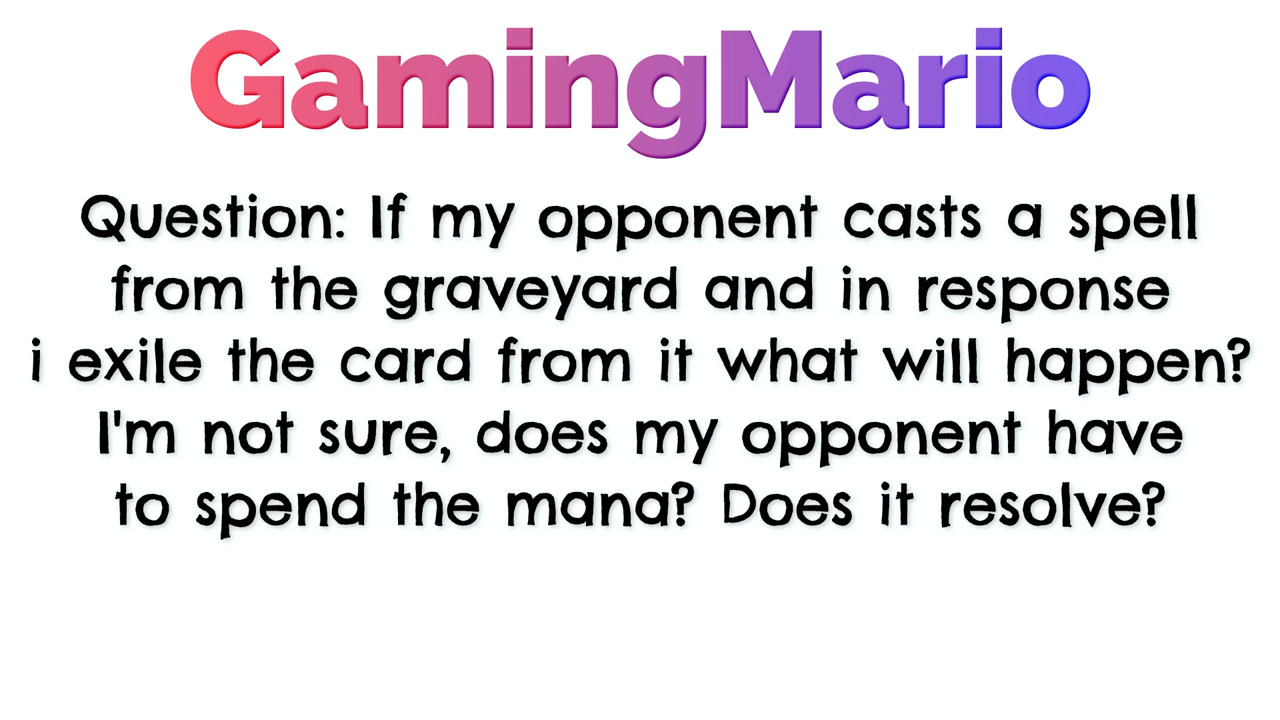 GamingMario
Question: If my opponent casts a spell
from the graveyard and in response
i exile the card from it what will happen?
I'm not sure, does my opponent have
to spend the mana? Does it resolve?